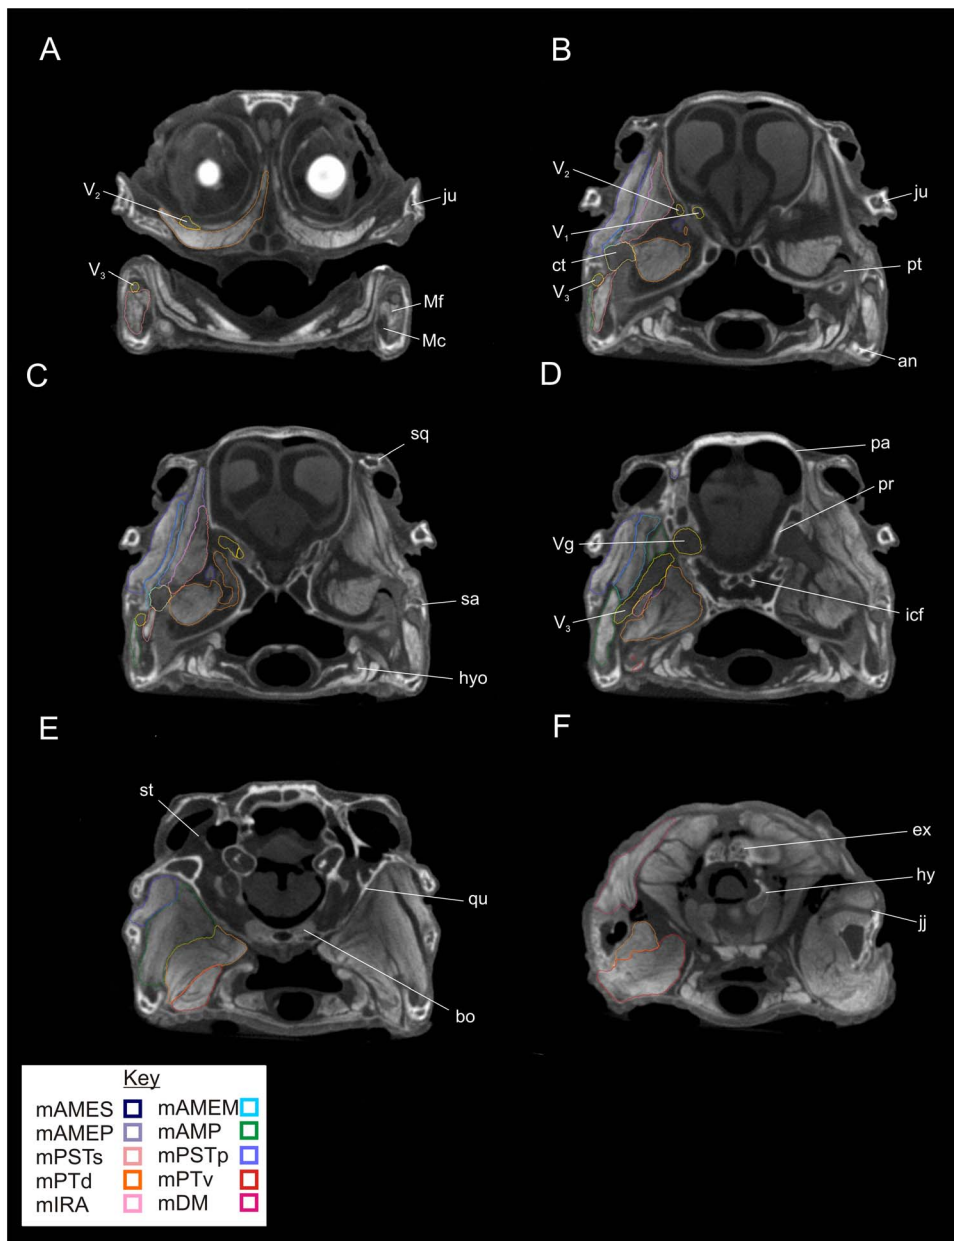 A
V2
V3
ju
Mf
Mc
B
V2
V1
ct
V3
ju
pt
an
C
sq
sa
hyo
D
Vg
V3
pa
pr
icf
E
st
qu
bo
F
ex
hy
jj
Key
mAMES mAMEM
mAMEP mAMP
mPSTs mPSTp
mPTd mPTv
mIRA mDM